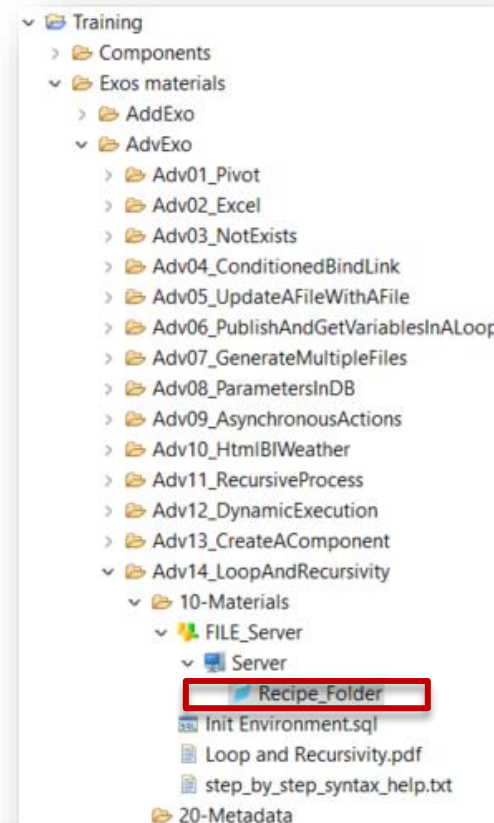 Training
Components
Exos materials
AddExo
AdvExo
Adv01_Pivot
Adv02_Excel
Adv03_NotExists
Adv04_ConditionedBindLink
Adv05_UpdateAFileWithAFile
Adv06_PublishAndGetVariablesInALoop
Adv07_GenerateMultipleFiles
Adv08_ParametersInDB
Adv09_AsynchronousActions
Adv10_HtmlBIWeather
Adv11_RecursiveProcess
Adv12_DynamicExecution
Adv13_CreateAComponent
Adv14_LoopAndRecursivity
10-Materials
FILE_Server
Server
Recipe_Folder
Init Environment.sql
Loop and Recursivity.pdf
step_by_step_syntax_help.txt
20-Metadata